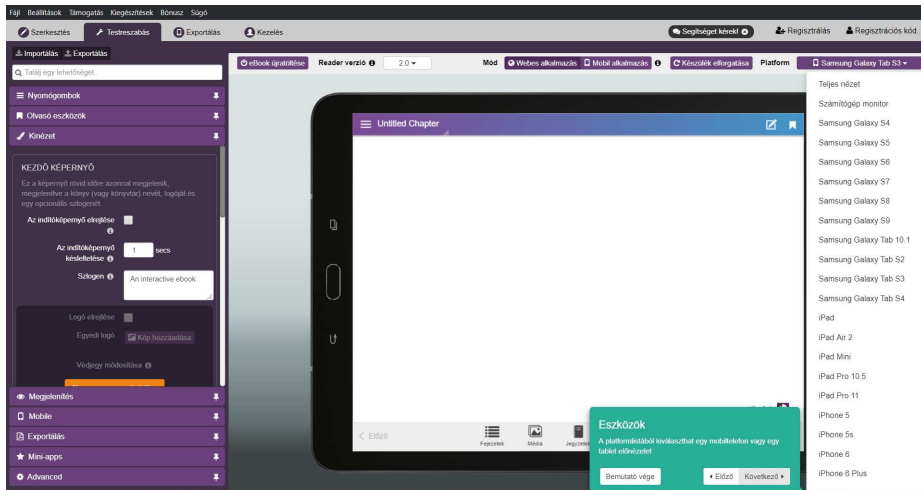 Fájl Beállítások Támogatás Kiegészítések Bónusz Súgó
Szerkesztés Testreszabás Exportálás Kezelés Segítséget kérek! Regisztrálás Regisztrációs kód..
Importálás Exportálás
Találj egy lehetőséget...
eBook újratöltése Reader verzió 2.0 Mód Webes alkalmazás Mobil alkalmazás Készülék elforgatása Platform Samsung Galaxy Tab S3
Nyomógombok
Olvasó eszközök
Kinézet
KEZDŐ KÉPERNYŐ
Ez a képernyő rövid időre azonnal megjelenik,
megjelenítve a könyv (vagy könyvtár) nevét, logóját és
egy opcionális szlogenét.
Az indítóképernyő elrejtése
Az indítóképernyő
késleltetése 1 secs
Szlogen An interactive ebook
Logó elrejtése
Egyedi logó Kép hozzáadása
Védjegy módosítása
Megjelenítés
Mobile
Exportálás
Mini-apps
Advanced
Untitled Chapter
Előző
Fejezetek Média
Eszközök
A platformlistából kiválaszthat egy mobiltelefon vagy egy
tablet előnézetet
Bemutató vége Előző Következő
Teljes nézet
Számítógép monitor
Samsung Galaxy S4
Samsung Galaxy S5
Samsung Galaxy S6
Samsung Galaxy S7
Samsung Galaxy S8
Samsung Galaxy S9
Samsung Galaxy Tab 10.1
Samsung Galaxy Tab S2
Samsung Galaxy Tab S3
Samsung Galaxy Tab S4
iPad
iPad Air 2
iPad Mini
iPad Pro 10.5
iPad Pro 11
iPhone 5
iPhone 5s
iPhone 6
iPhone 6 Plus